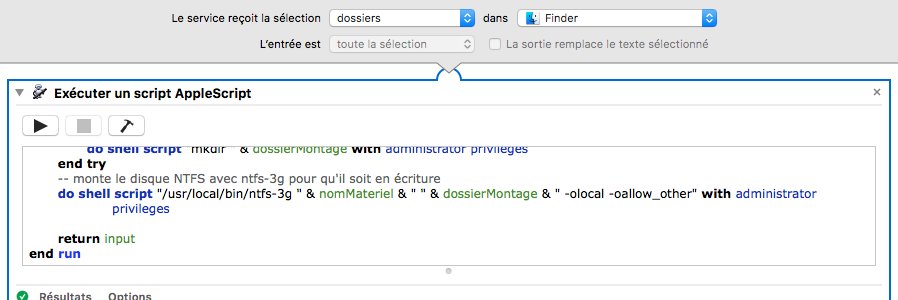 Le service reçoit la sélection dossiers dans Finder
L'entrée est toute la sélection La sortie remplace le texte sélectionné
Exécuter un script AppleScript
do shell script "mkdir " & dossierMontage with administrator privileges
end try
-- monte le disque NTFS avec ntfs-3g pour qu'il soit en écriture
do shell script "/usr/local/bin/ntfs-3g " & nomMateriel & " " & dossierMontage & " -olocal -oallow_other" with administrator
privileges
return input
end run
Résultats Options